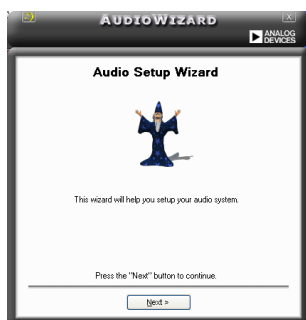 AUDIOWIZARD
X
ANALOG
DEVICES
Audio Setup Wizard
This wizard will help you setup your audio system.
Press the "Next" button to continue.
Next >